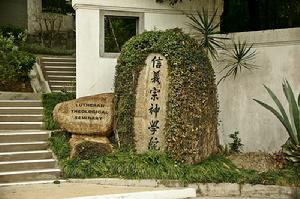 信義宗神學院
LUTHERAN
THEOLOGICAL
SEMINARY